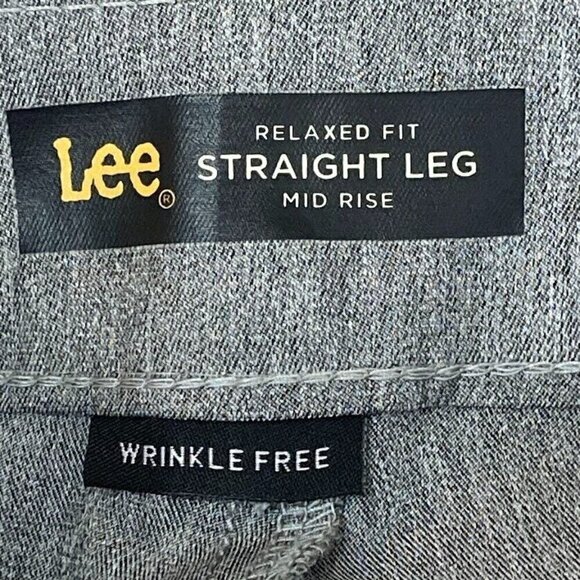 Lee®
RELAXED FIT
STRAIGHT LEG
MID RISE
WRINKLE FREE